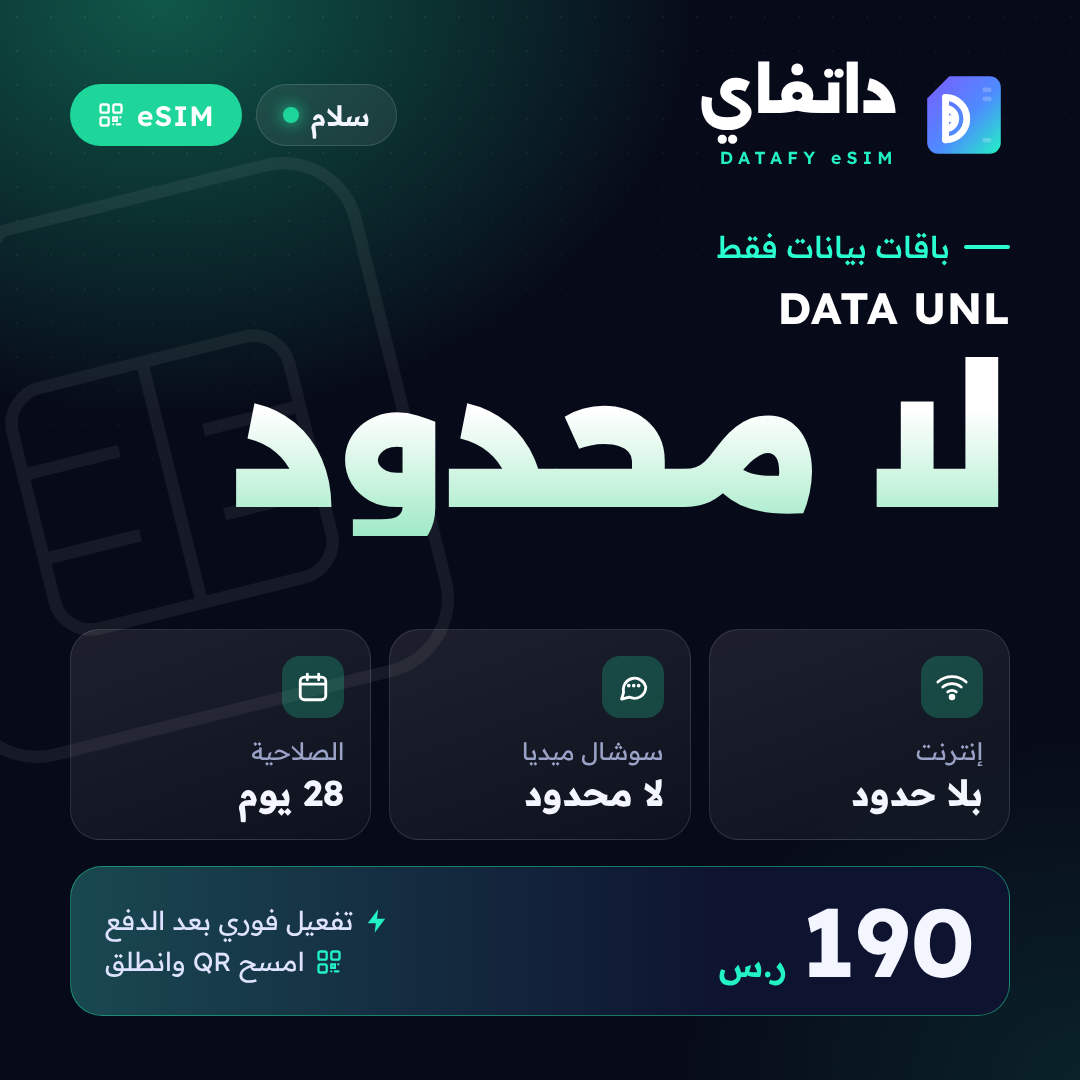 داتفاي
DATAFY eSIM
سلام
eSIM
باقات بيانات فقط
DATA UNL
لا محدود
إنترنت
بلا حدود
سوشال ميديا
لا محدود
الصلاحية
28 يوم
190 ر.س
تفعيل فوري بعد الدفع
امسح QR وانطلق